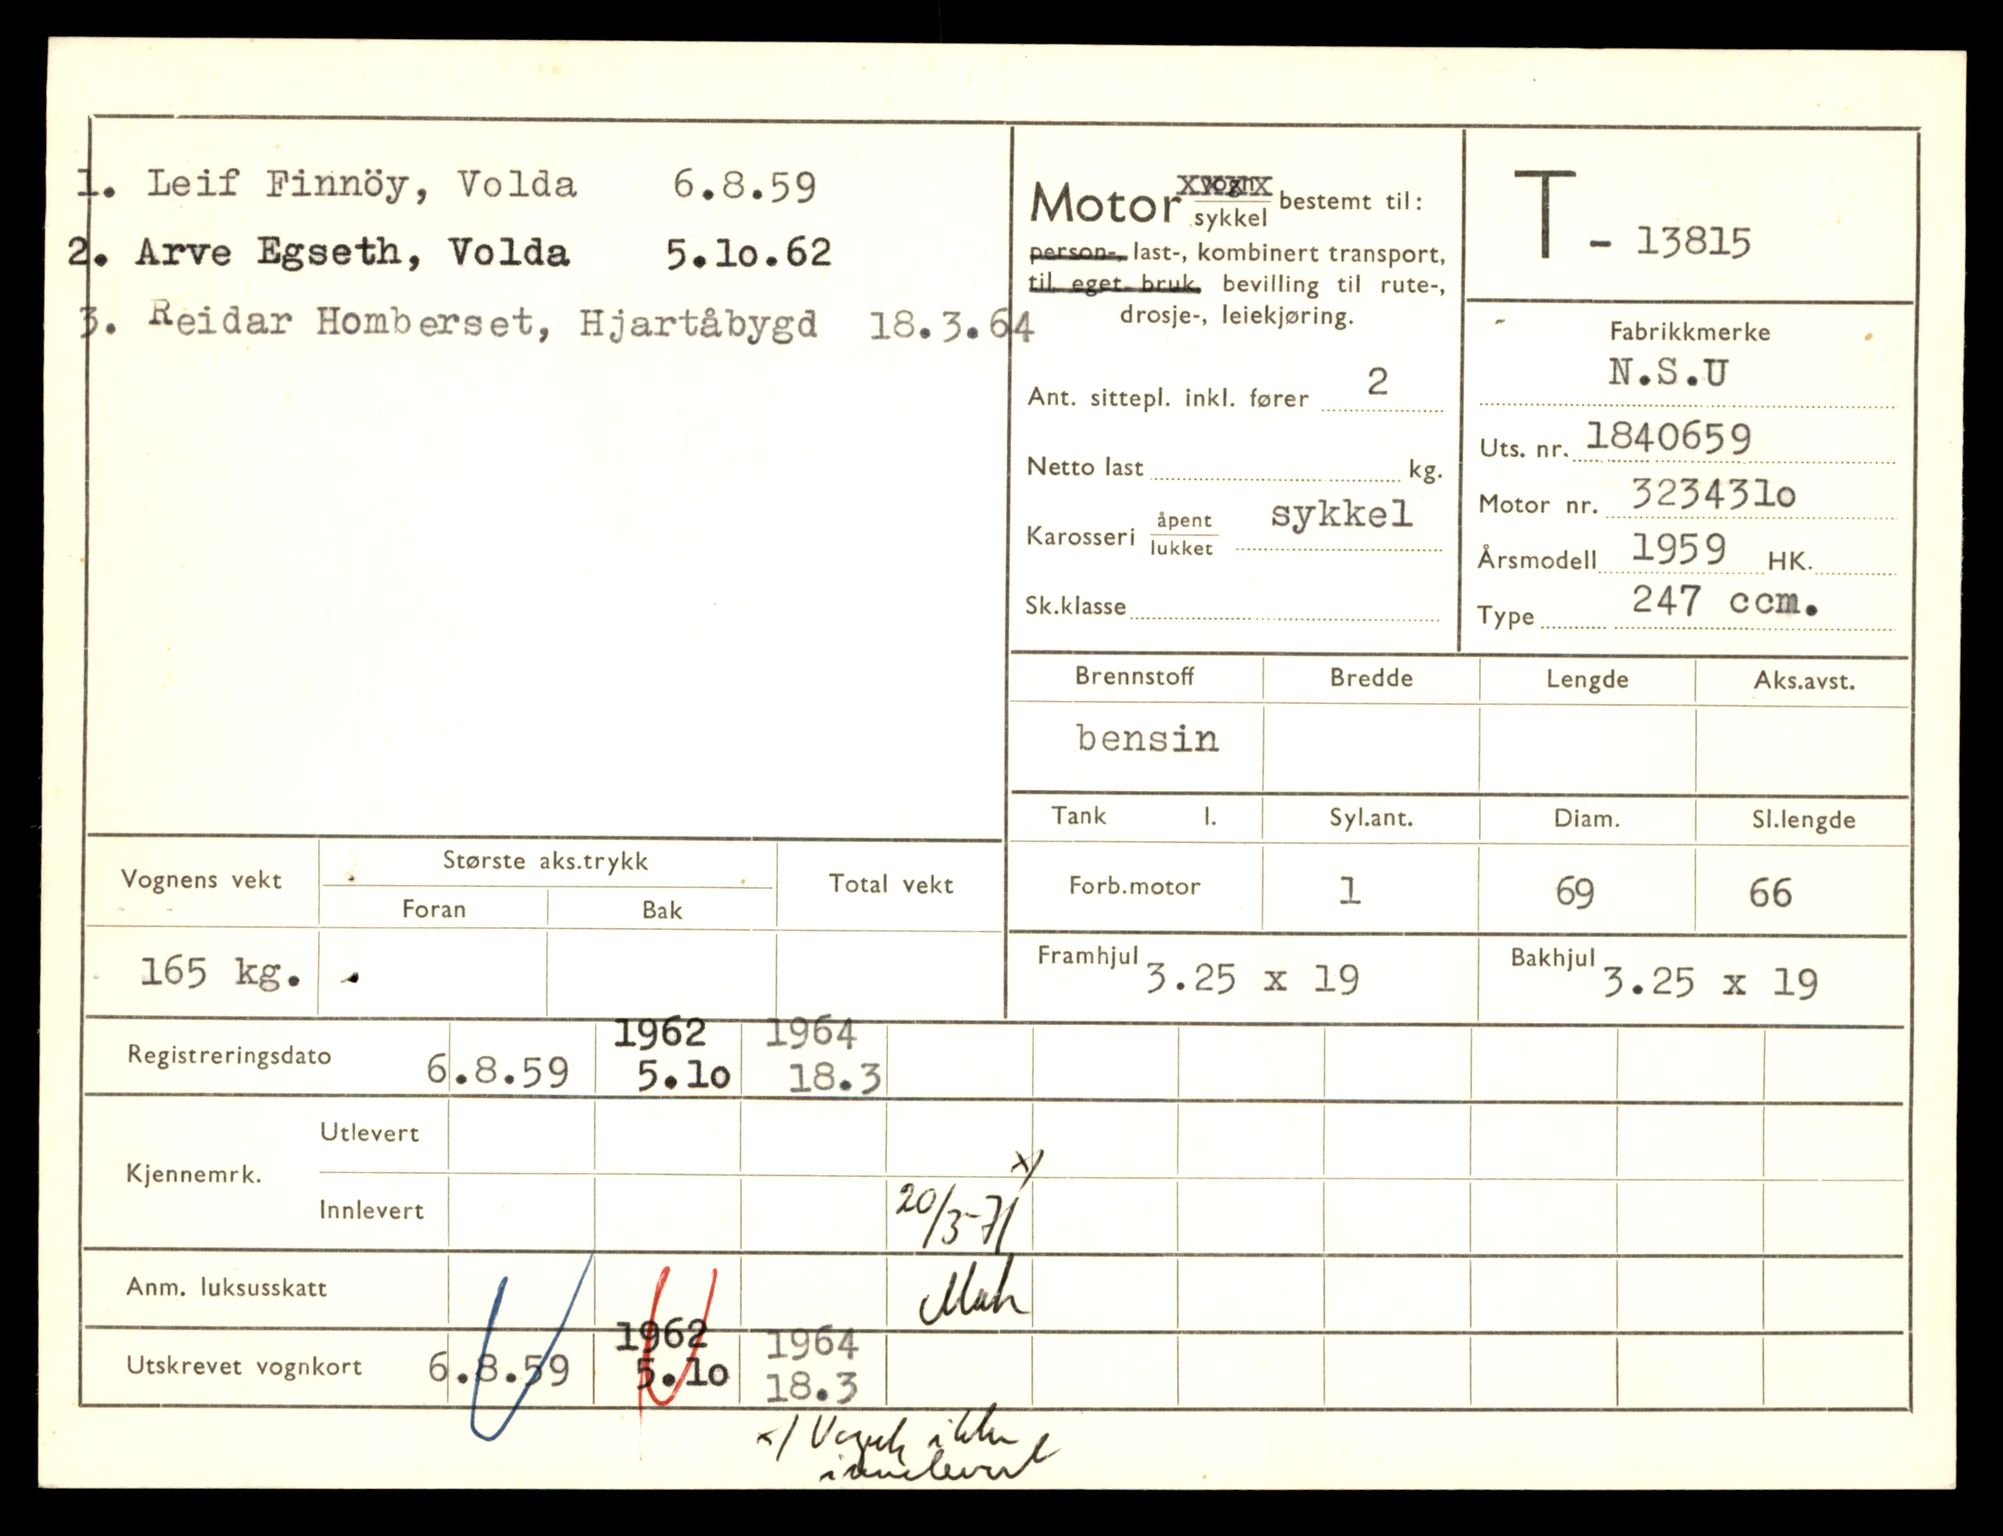 1. Leif Finnöy, Volda 6.8.59
2. Arve Egseth, Volda 5.1o.62
3. Reidar Homberset, Hjartåbygd 18.3.64
Motor vogn/sykkel bestemt til:
person-, last-, kombinert transport,
til eget bruk, bevilling til rute-,
drosje-, leiekjøring.
Ant. sittepl. inkl. fører 2
Netto last kg.
Karosseri åpent/lukket sykkel
Sk.klasse
T - 13815
Fabrikkmerke
N.S.U
Uts. nr. 1840659
Motor nr. 323431o
Årsmodell 1959 HK.
Type 247 ccm.
Brennstoff Bredde Lengde Aks.avst.
bensin
Tank l. Syl.ant. Diam. Sl.lengde
Forb.motor 1 69 66
Framhjul 3.25 x 19 Bakhjul 3.25 x 19
Vognens vekt Største aks.trykk Total vekt
Foran Bak
165 kg.
Registreringsdato 6.8.59 1962 5.1o 1964 18.3
Kjennemrk. Utlevert
Innlevert 20/3-71 x/
Anm. luksusskatt
Utskrevet vognkort 6.8.59 1962 5.1o 1964 18.3
x/ Vognk ikke
innlevert